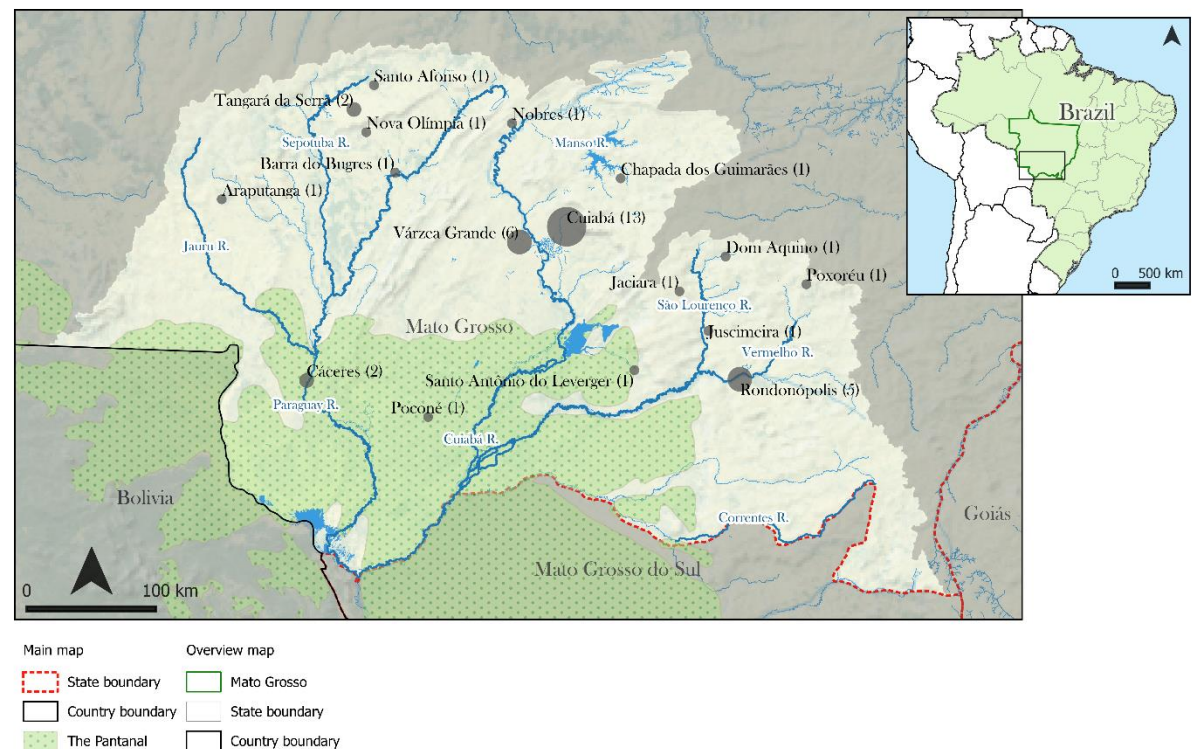 Santo Afonso (1)
Tangará da Serra (2)
Nova Olímpia (1)
Sepotuba R.
Nobres (1)
Manso R.
Barra do Bugres (1)
Chapada dos Guimarães (1)
Araputanga (1)
Cuiabá (13)
Várzea Grande (6)
Jauru R.
Dom Aquino (1)
Jaciara (1)
Poxoréu (1)
São Lourenço R.
Mato Grosso
Juscimeira (1)
Vermelho R.
Cáceres (2)
Santo Antônio do Leverger (1)
Rondonópolis (5)
Paraguay R.
Poconé (1)
Cuiabá R.
Bolivia
Correntes R.
Goiás
Mato Grosso do Sul
0 100 km
Brazil
0 500 km
Main map
State boundary
Country boundary
The Pantanal
Overview map
Mato Grosso
State boundary
Country boundary